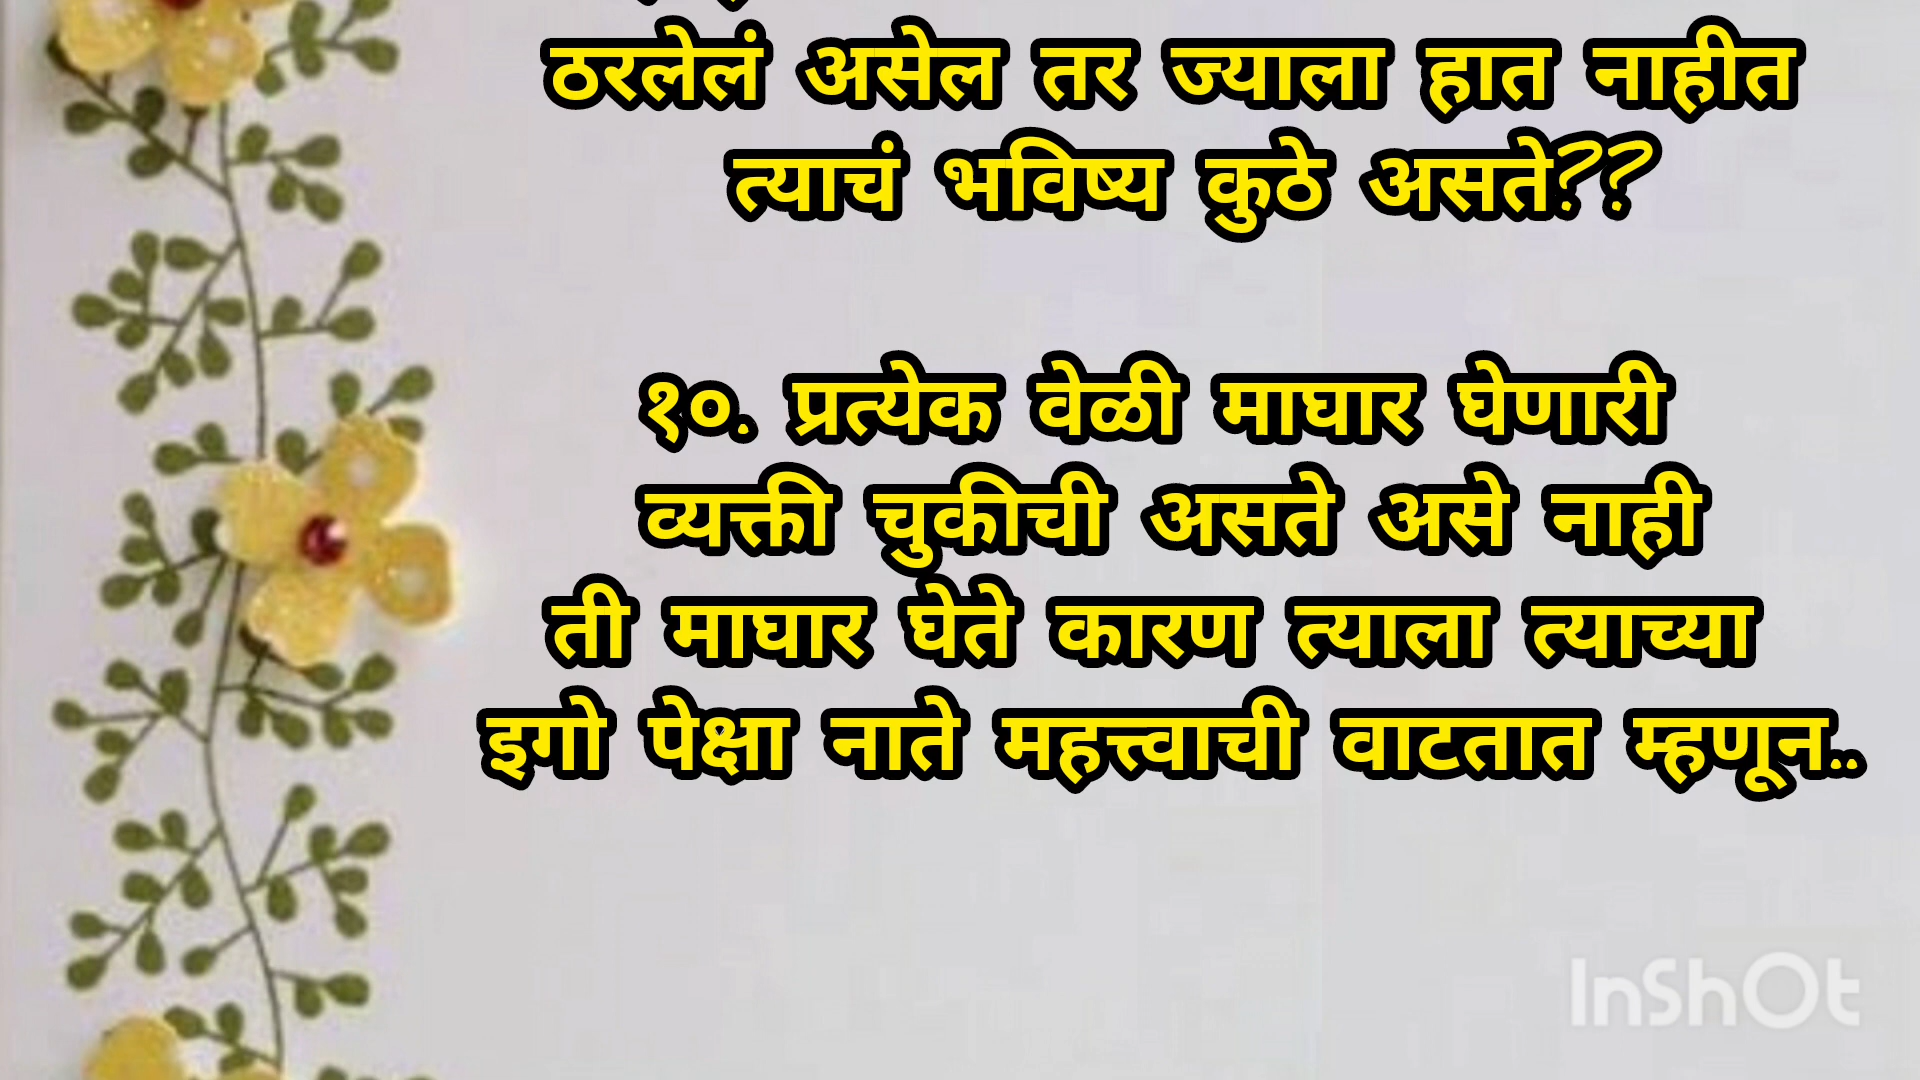 ठरलेलं असेल तर ज्याला हात नाहीत
त्याचं भविष्य कुठे असते??
१०. प्रत्येक वेळी माघार घेणारी
व्यक्ती चुकीची असते असे नाही
ती माघार घेते कारण त्याला त्याच्या
इगो पेक्षा नाते महत्त्वाची वाटतात म्हणून..
InShOt